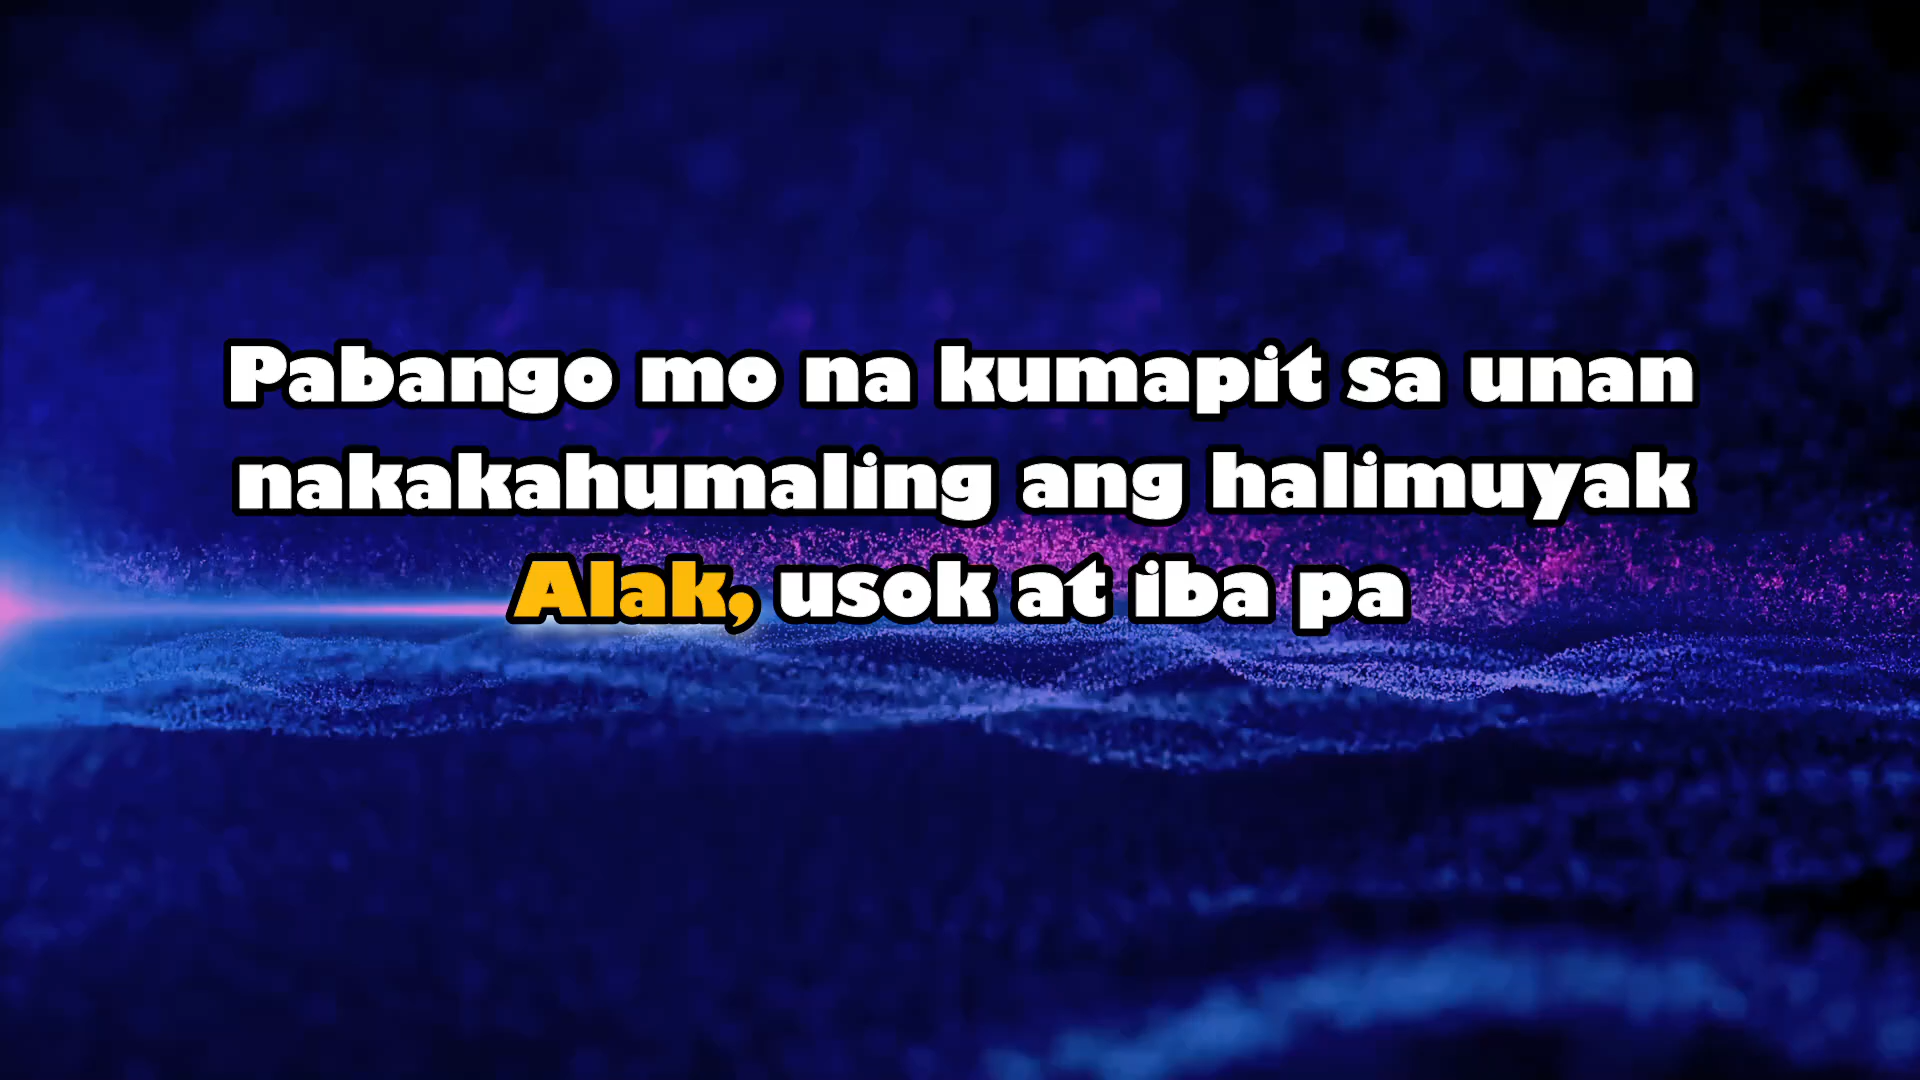 Pabango mo na kumapit sa unan
nakakahumaling ang halimuyak
Alak, usok at iba pa